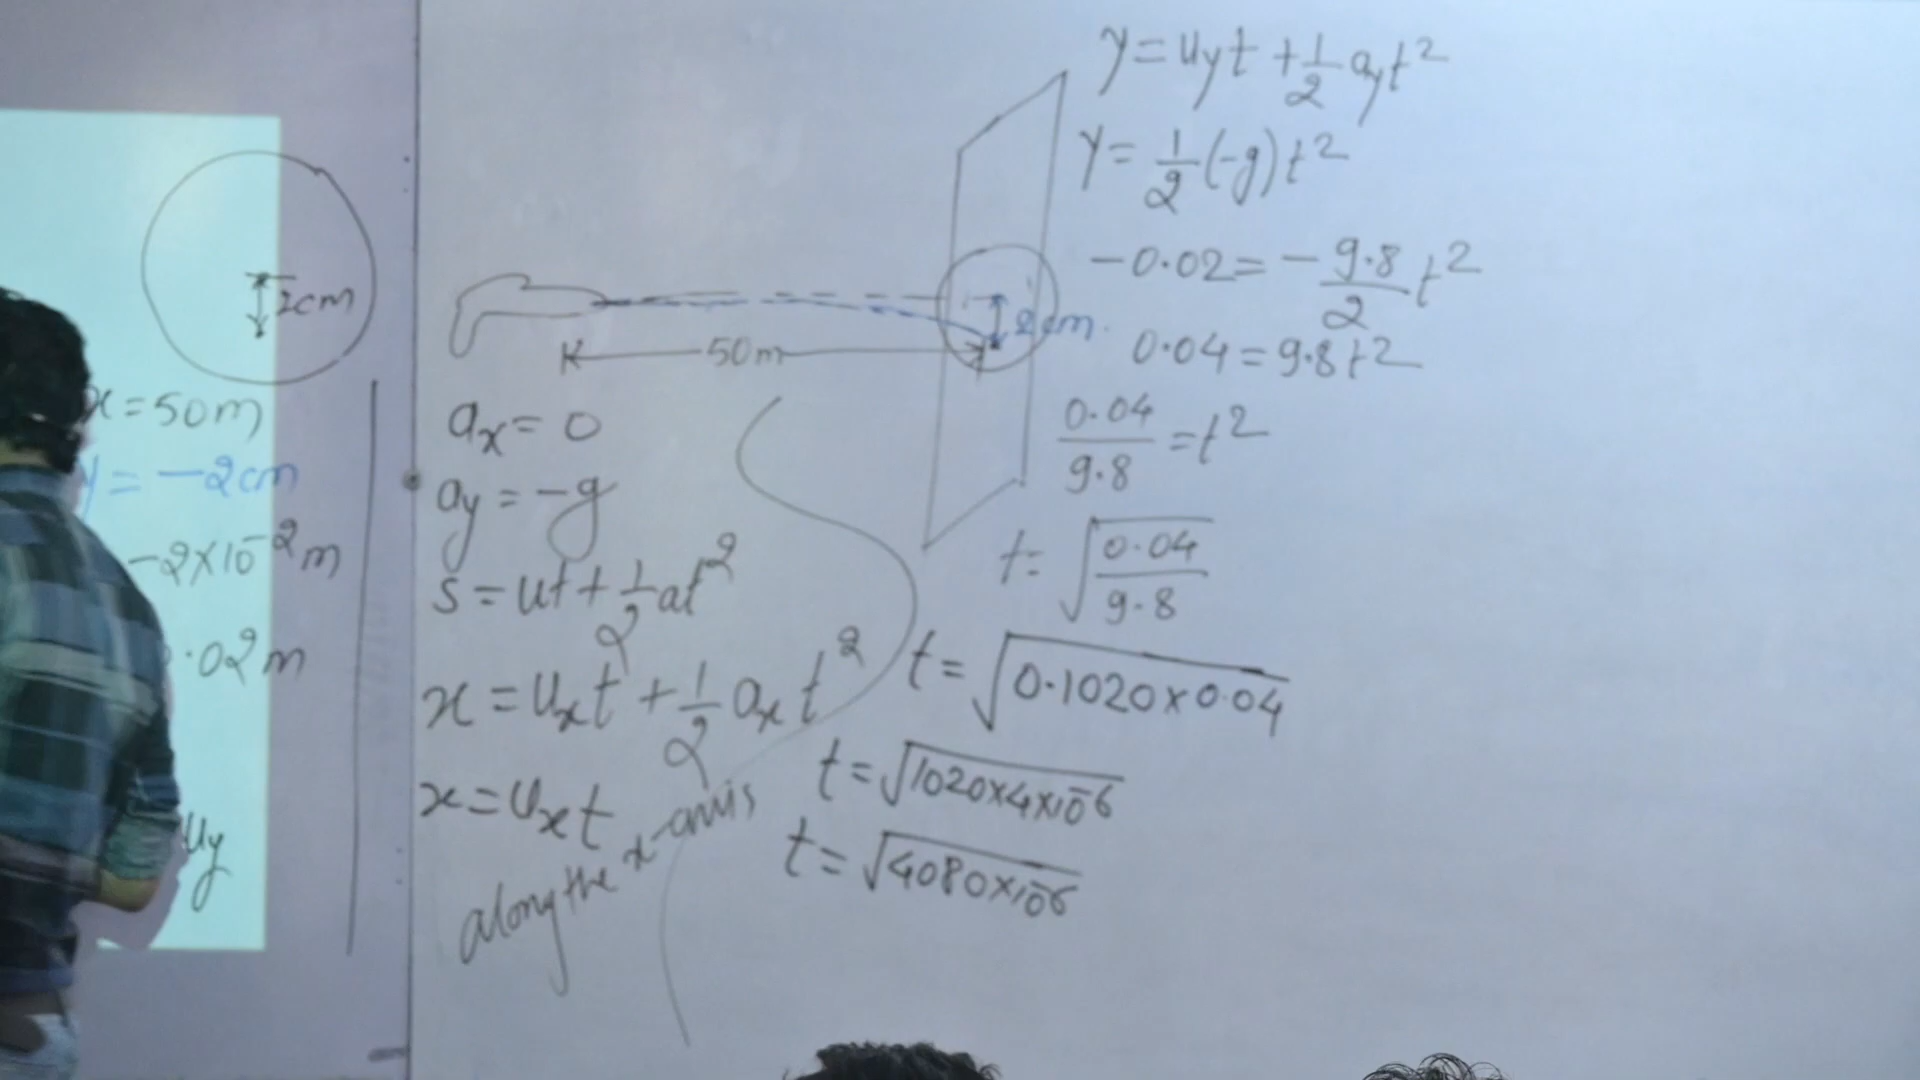 2cm
x=50m
y=-2cm
-2×10⁻²m
.02m
uy
50m
2cm.
aₓ=0
ay=-g
s=ut+½at²
x=uₓt+½aₓt²
x=uₓt
along the x-axis
y=uyt+½ayt²
y=½(-g)t²
-0.02=-9.8/2 t²
0.04=9.8t²
0.04/9.8=t²
t=√(0.04/9.8)
t=√(0.1020×0.04)
t=√(1020×4×10⁻⁶)
t=√(4080×10⁻⁶)